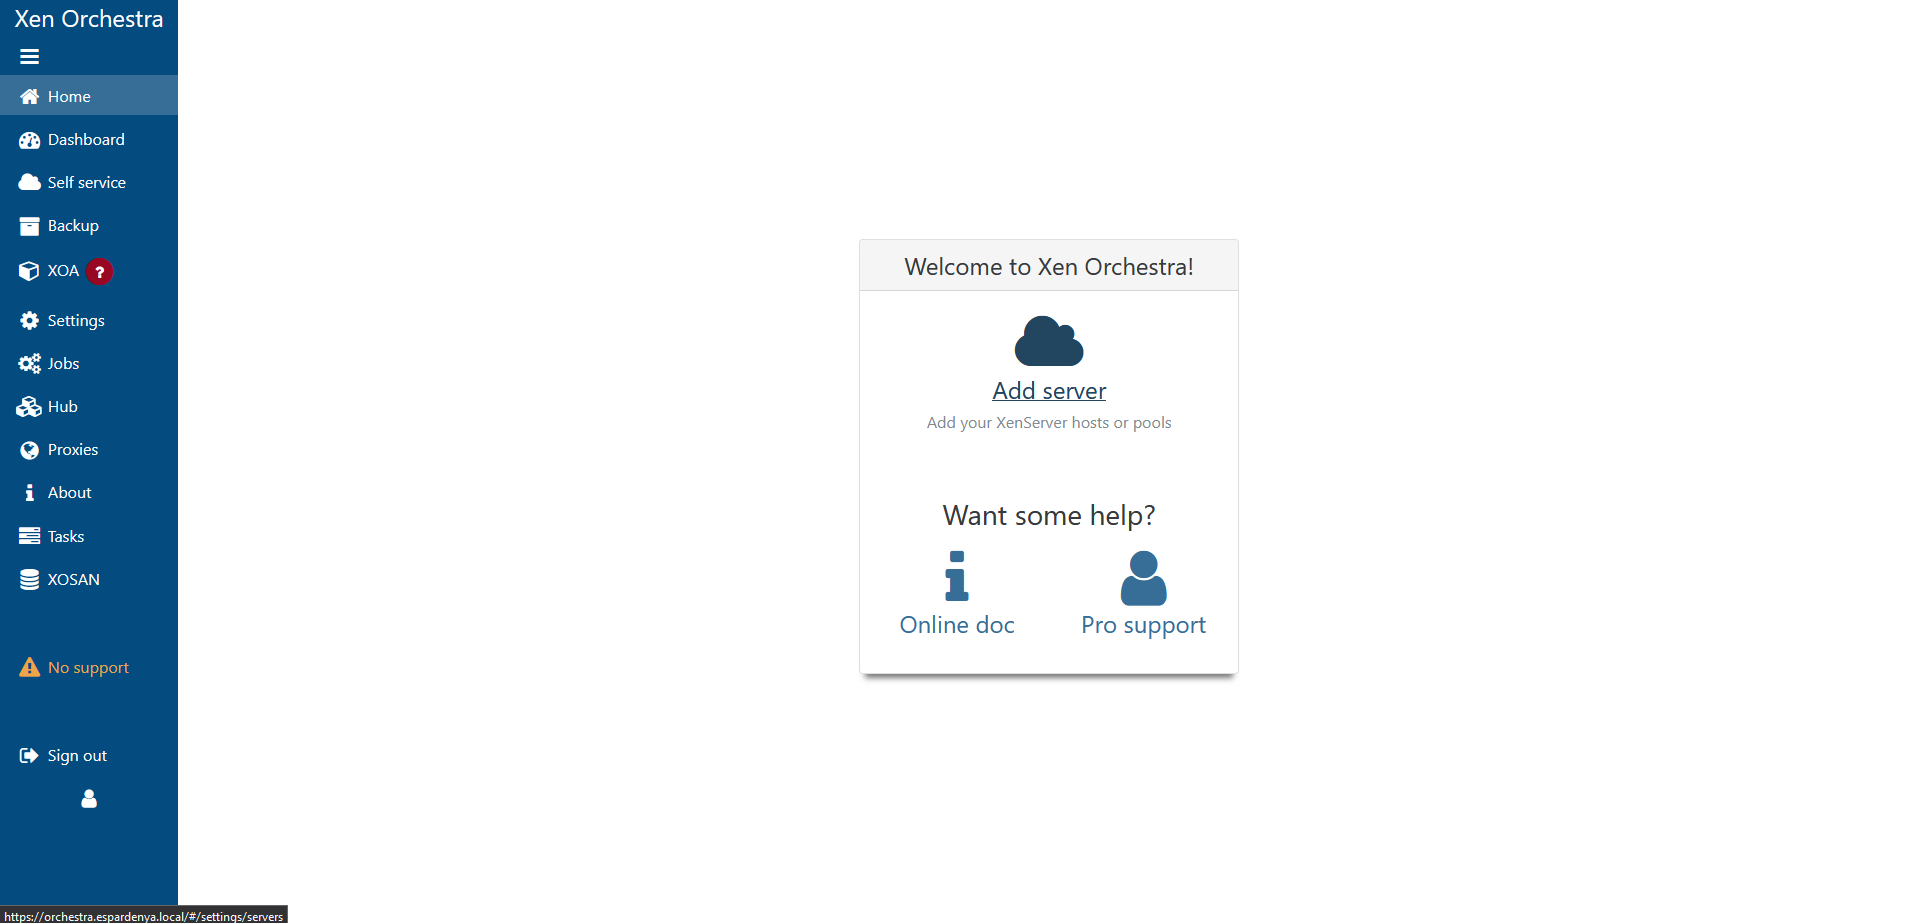 Xen Orchestra
Home
Dashboard
Self service
Backup
XOA ?
Settings
Jobs
Hub
Proxies
About
Tasks
XOSAN
No support
Sign out
Welcome to Xen Orchestra!
Add server
Add your XenServer hosts or pools
Want some help?
Online doc
Pro support
https://orchestra.espardenya.local/#/settings/servers